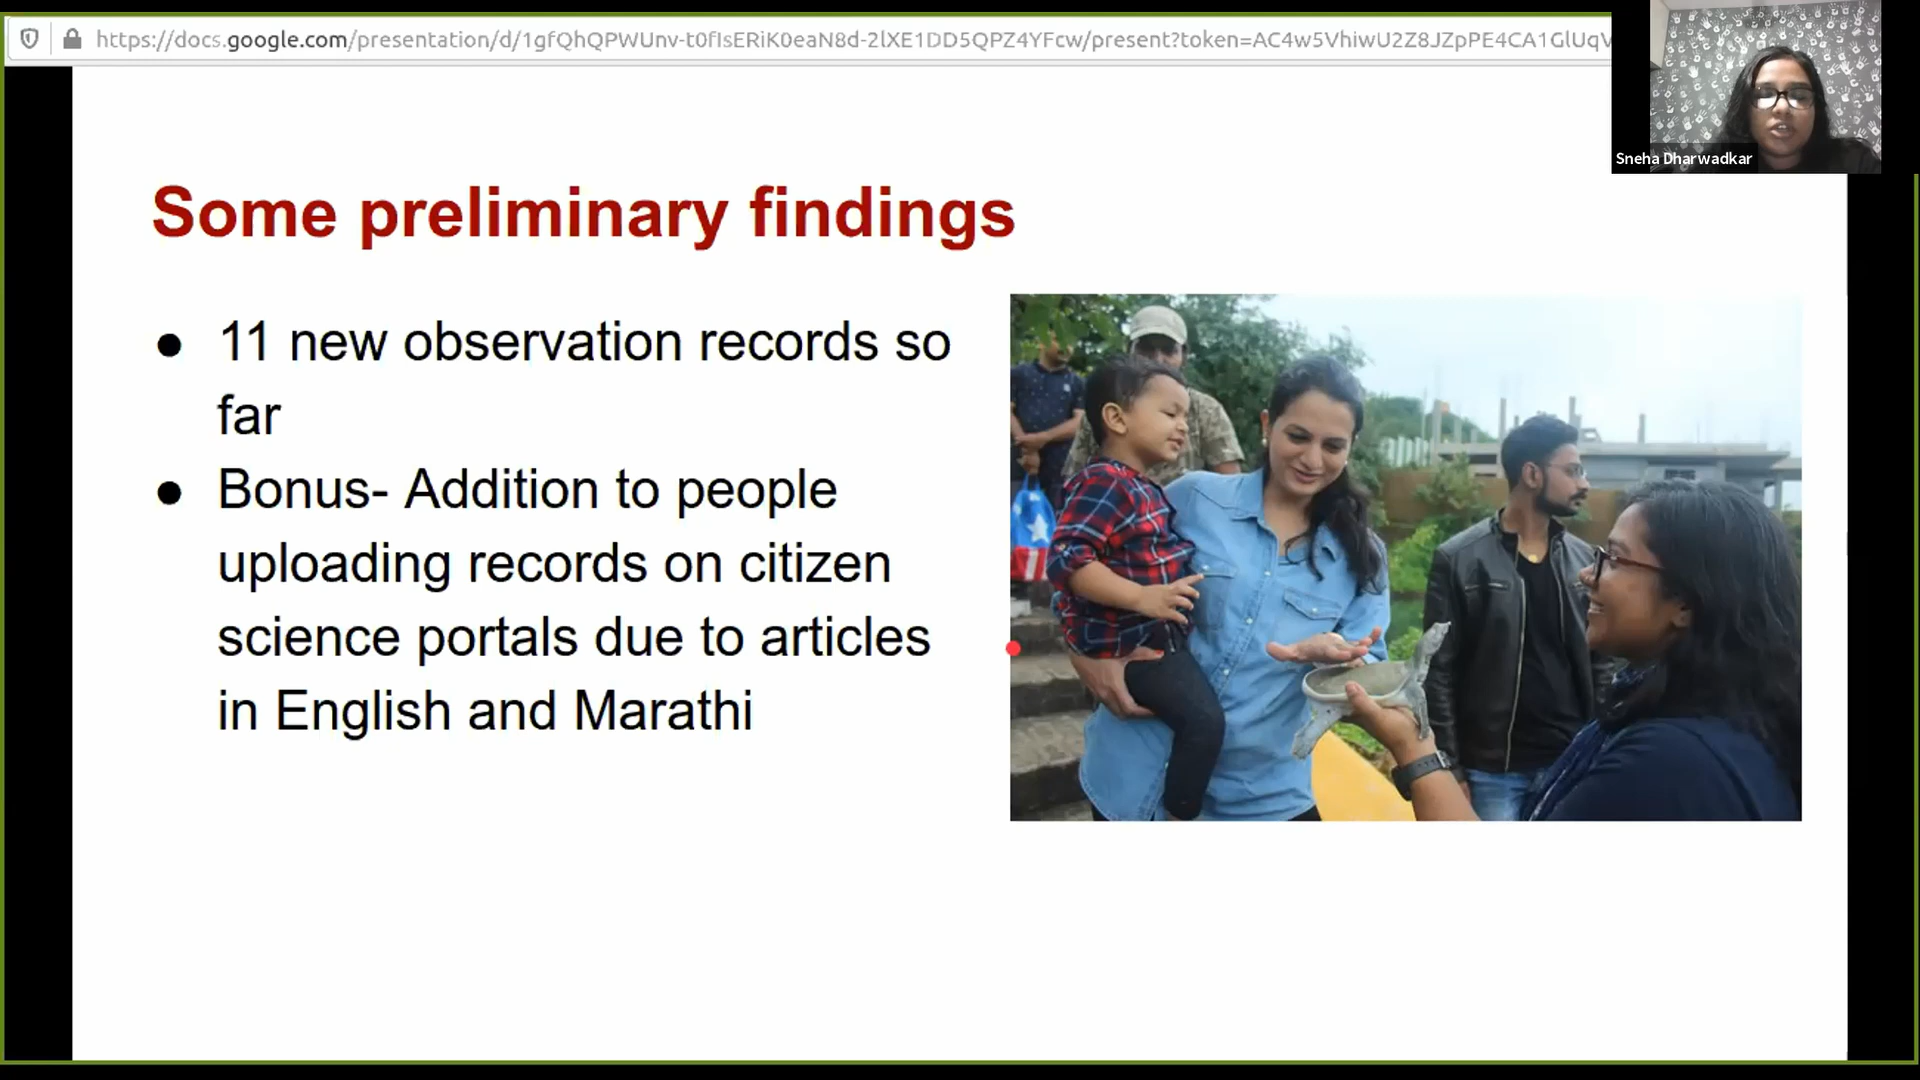 https://docs.google.com/presentation/d/1gfQhQPWUnv-t0fIsERiK0eaN8d-2lXE1DD5QPZ4YFcw/present?token=AC4w5VhiwU2Z8JZpPE4CA1GlUqV
Sneha Dharwadkar
Some preliminary findings
● 11 new observation records so
far
● Bonus- Addition to people
uploading records on citizen
science portals due to articles
in English and Marathi